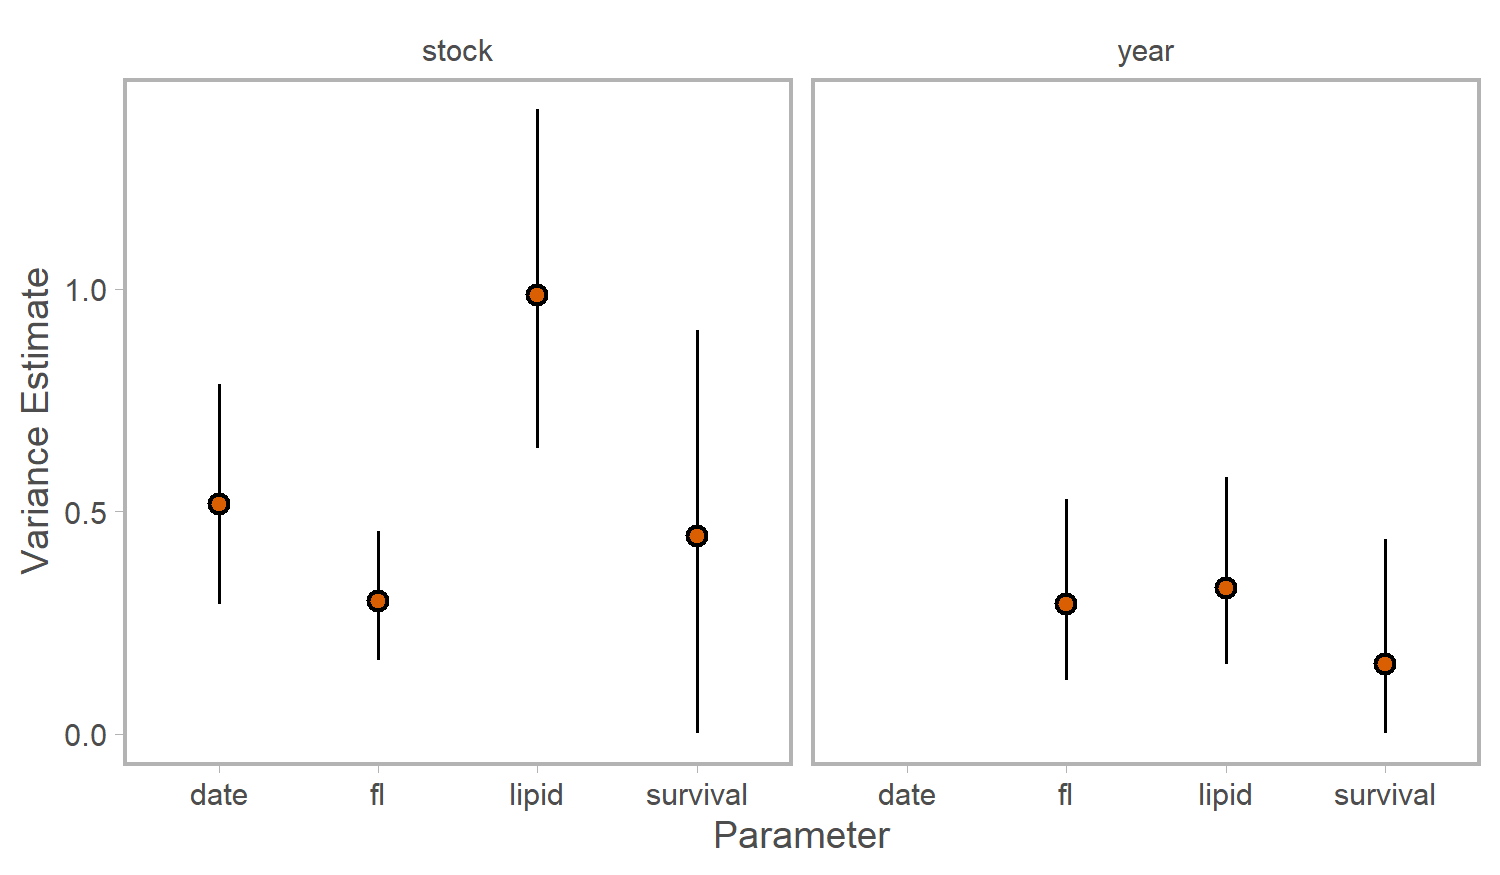 stock
year
Variance Estimate
1.0
0.5
0.0
date fl lipid survival
date fl lipid survival
Parameter